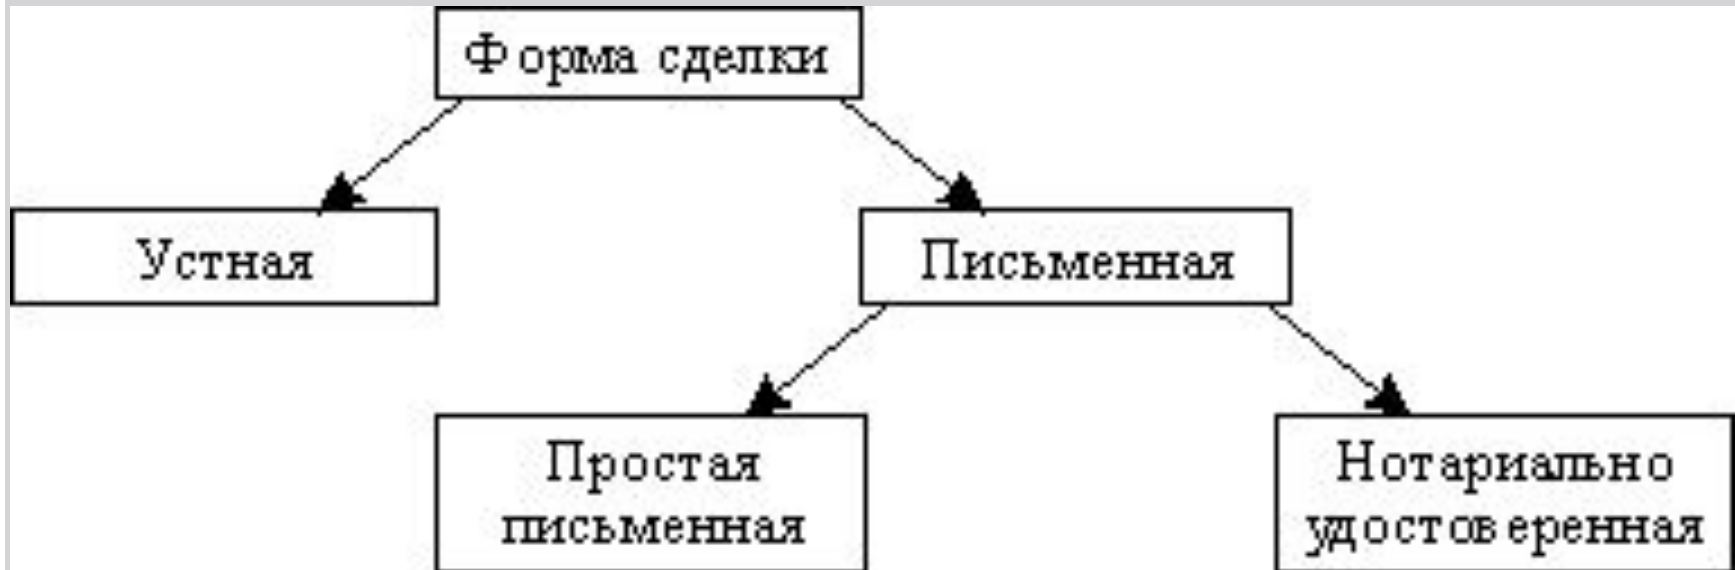 Форма сделки
Устная
Письменная
Простая
письменная
Нотариально
удостоверенная